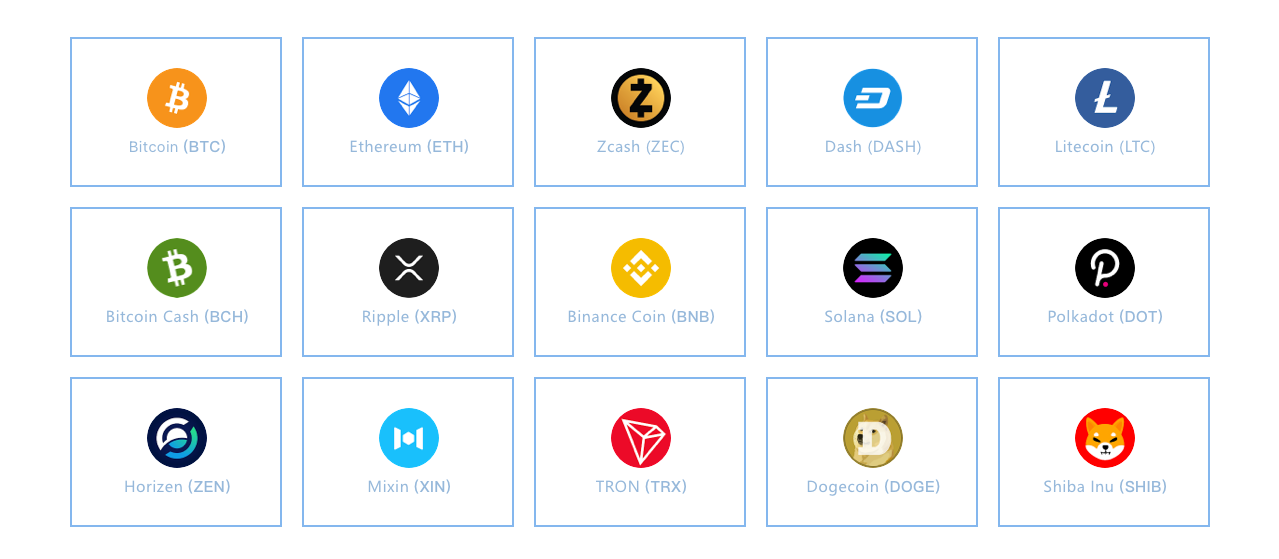 Bitcoin (BTC)
Ethereum (ETH)
Zcash (ZEC)
Dash (DASH)
Litecoin (LTC)
Bitcoin Cash (BCH)
Ripple (XRP)
Binance Coin (BNB)
Solana (SOL)
Polkadot (DOT)
Horizen (ZEN)
Mixin (XIN)
TRON (TRX)
Dogecoin (DOGE)
Shiba Inu (SHIB)